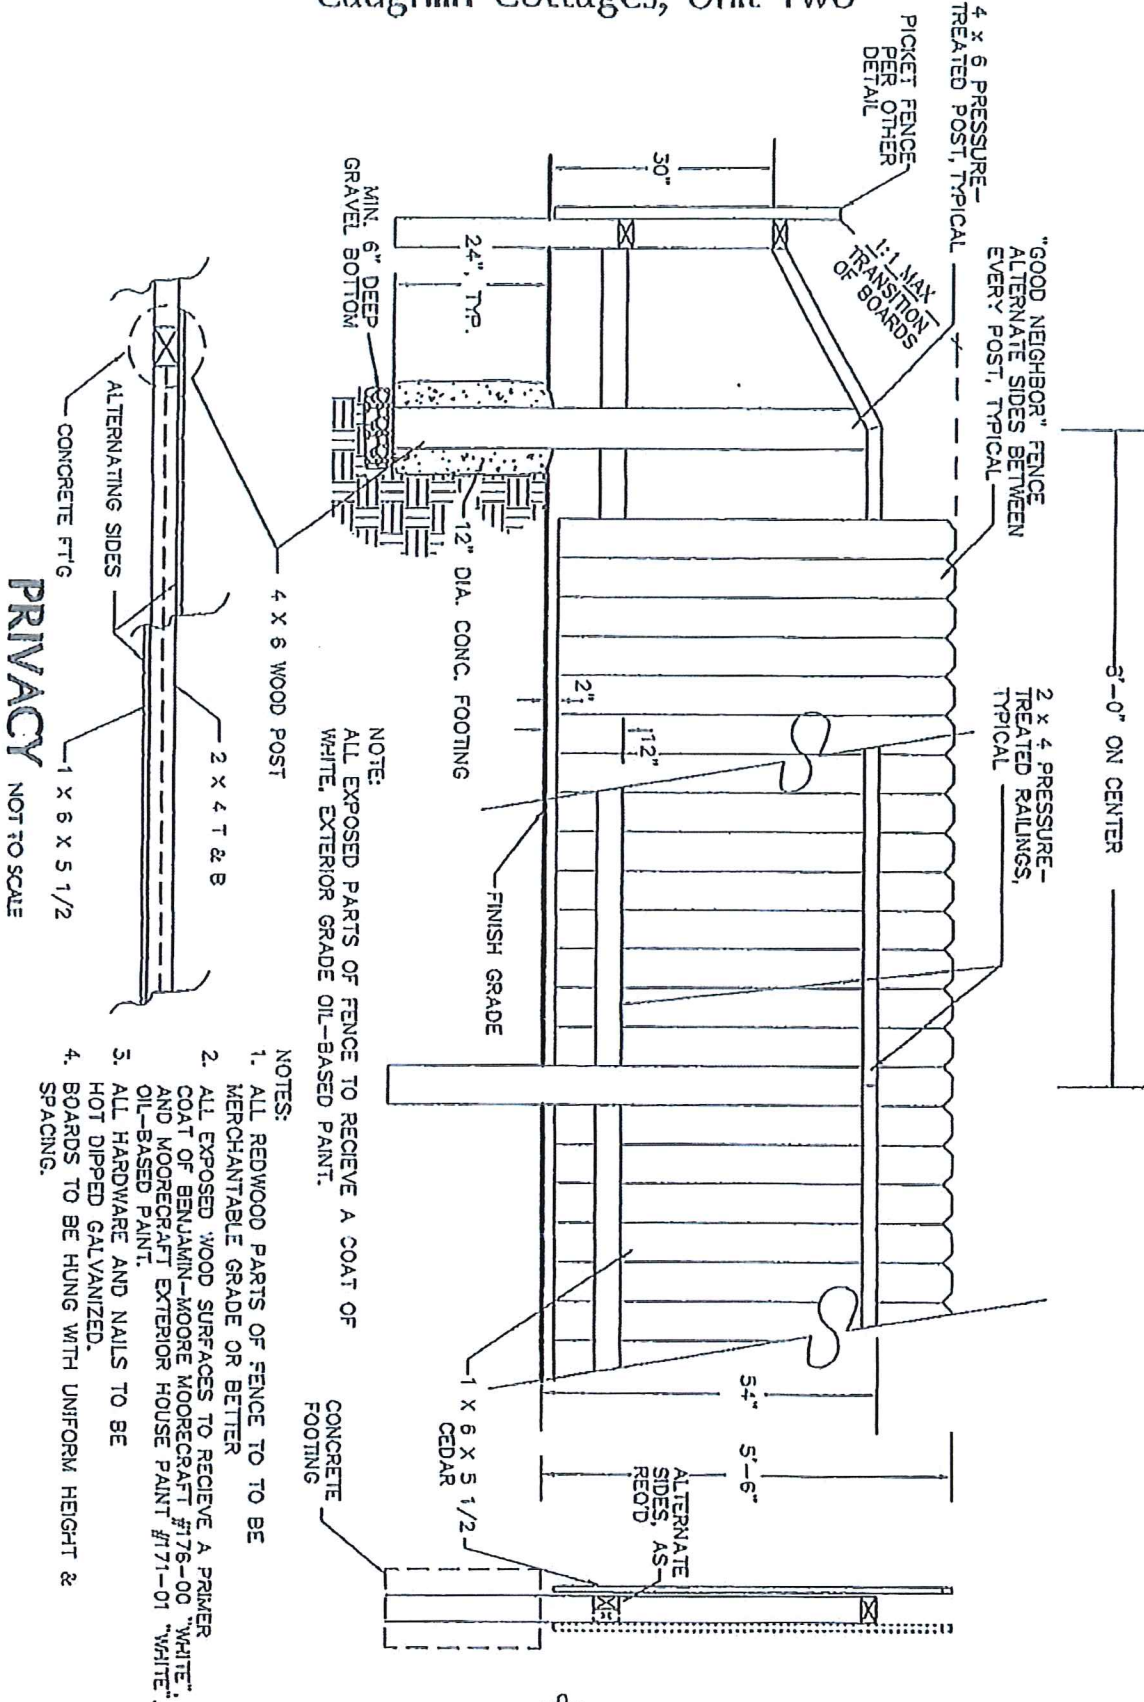 4 x 6 PRESSURE-
TREATED POST, TYPICAL
PICKET FENCE
PER OTHER
DETAIL
"GOOD NEIGHBOR" FENCE
ALTERNATE SIDES BETWEEN
EVERY POST, TYPICAL
1:1 MAX
TRANSITION
OF BOARDS
2 x 4 PRESSURE-
TREATED RAILINGS,
TYPICAL
ON CENTER
30"
24", TYP.
MIN. 6" DEEP
GRAVEL BOTTOM
12" DIA. CONC. FOOTING
2"
12"
FINISH GRADE
54"
5'-6"
1 X 6 X 5 1/2
CEDAR
ALTERNATE
SIDES, AS
REQ'D
CONCRETE
FOOTING
4 X 6 WOOD POST
NOTE:
ALL EXPOSED PARTS OF FENCE TO RECIEVE A COAT OF
WHITE, EXTERIOR GRADE OIL-BASED PAINT.
ALTERNATING SIDES
CONCRETE FT'G
2 X 4 T & B
1 X 6 X 5 1/2
PRIVACY NOT TO SCALE
NOTES:
1. ALL REDWOOD PARTS OF FENCE TO TO BE
MERCHANTABLE GRADE OR BETTER
2. ALL EXPOSED WOOD SURFACES TO RECIEVE A PRIMER
COAT OF BENJAMIN-MOORE MOORECRAFT #176-00 "WHITE",
AND MOORECRAFT EXTERIOR HOUSE PAINT #171-01 "WHITE",
OIL-BASED PAINT.
3. ALL HARDWARE AND NAILS TO BE
HOT DIPPED GALVANIZED.
4. BOARDS TO BE HUNG WITH UNIFORM HEIGHT &
SPACING.